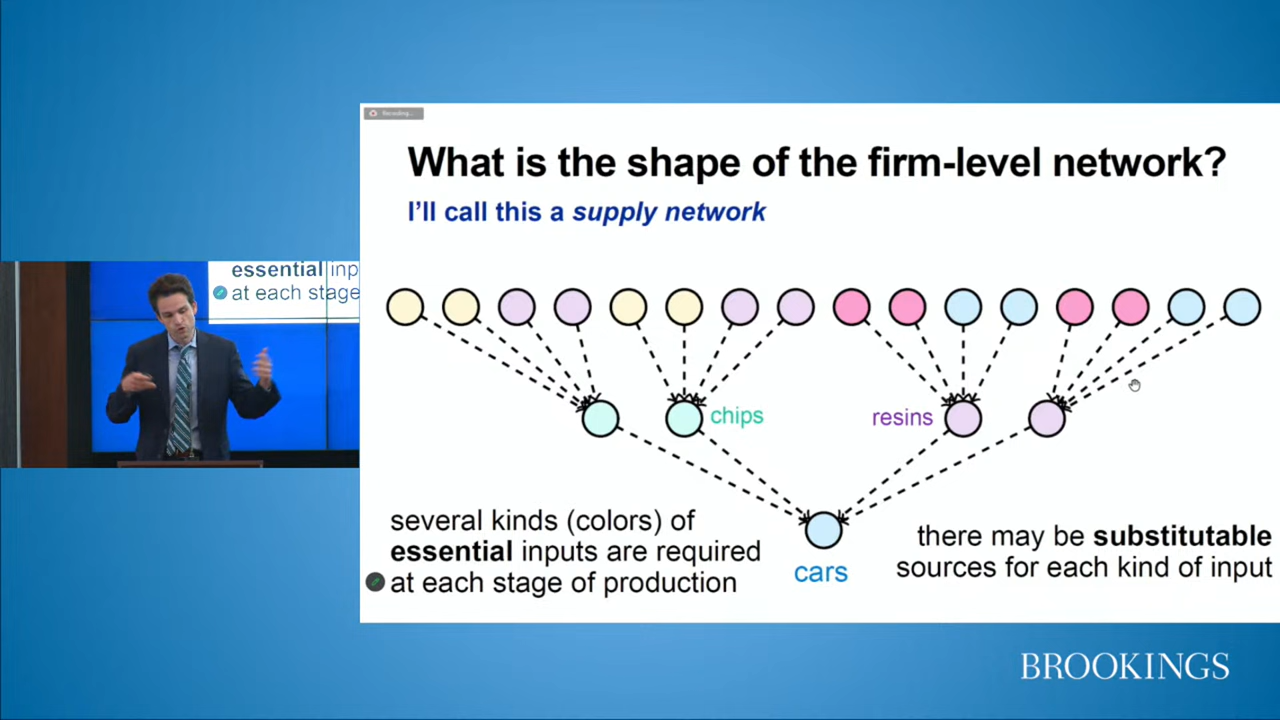 Recording...
What is the shape of the firm-level network?
I'll call this a supply network
essential inp
at each stage
chips
resins
several kinds (colors) of
essential inputs are required
at each stage of production
cars
there may be substitutable
sources for each kind of input
BROOKINGS